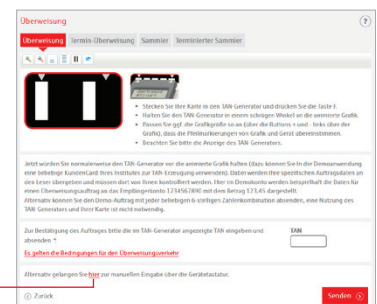 Überweisung
Überweisung Termin-Überweisung Sammler Terminierter Sammler
• Stecken Sie Ihre Karte in den TAN-Generator und drücken Sie die Taste F.
• Halten Sie den TAN-Generator in einem schrägen Winkel an die animierte Grafik.
• Passen Sie ggf. die Grafikgröße so an (über die Buttons + und - links über der Grafik), dass die Pfeilmarkierungen von Grafik und Gerät übereinstimmen.
• Beachten Sie bitte die Anzeige des TAN-Generators.
Jetzt würden Sie normalerweise den TAN-Generator vor die animierte Grafik halten (dazu können Sie in der Demoanwendung
eine beliebige KundenCard Ihres Institutes zur TAN-Erzeugung verwenden). Dabei werden Ihre spezifischen Auftragsdaten an
den Leser übergeben und müssen dort von Ihnen kontrolliert werden. Hier im Demokonto werden beispielhaft die Daten für
einen Überweisungsauftrag an das Empfängerkonto 1234567890 mit dem Betrag 123,45 dargestellt.
Alternativ können Sie den Demo-Auftrag mit jeder beliebigen 6-stelligen Zahlenkombination absenden, eine Nutzung des
TAN-Generators und Ihrer Karte ist nicht notwendig.
Zur Bestätigung des Auftrages bitte die im TAN-Generator angezeigte TAN eingeben und TAN
absenden *
Es gelten die Bedingungen für den Überweisungsverkehr
Alternativ gelangen Sie hier zur manuellen Eingabe über die Gerätetastatur.
Zurück Senden